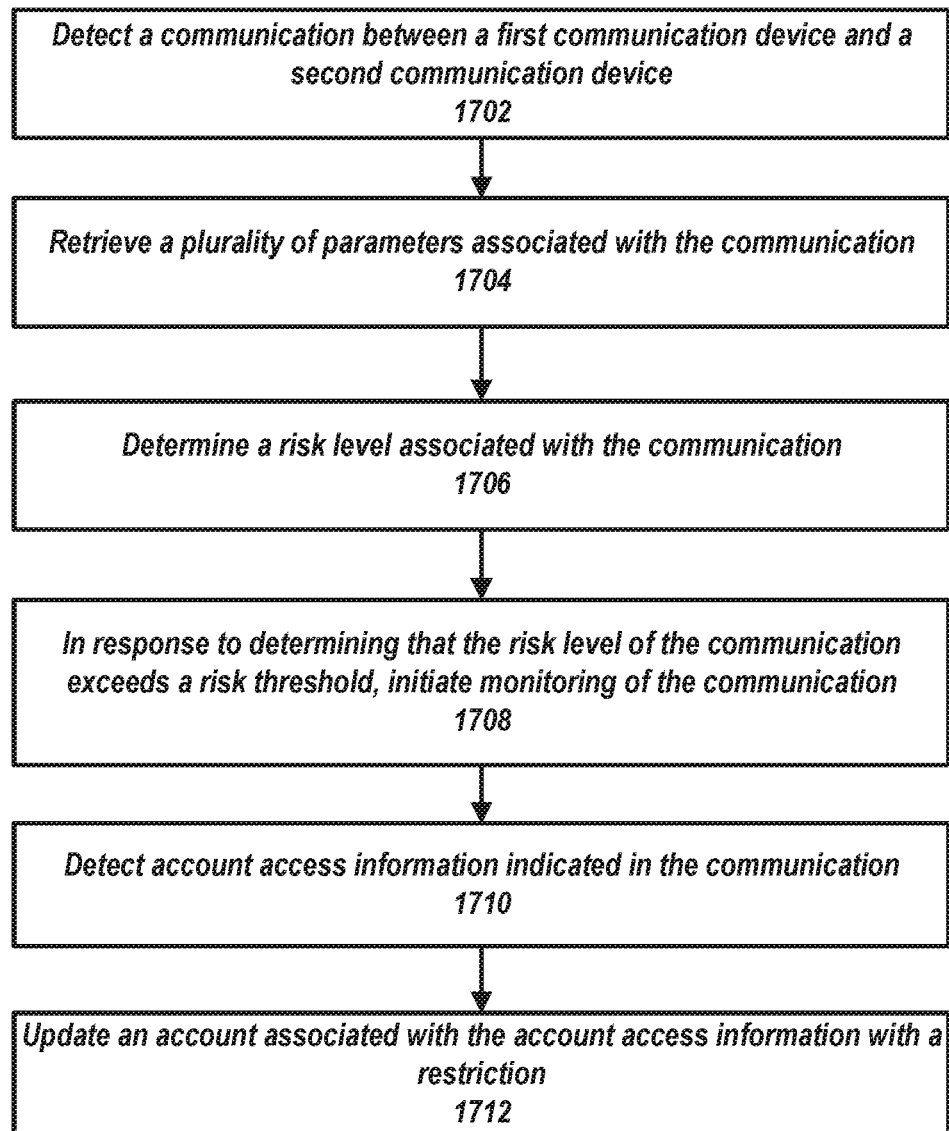 Detect a communication between a first communication device and a
second communication device
1702
Retrieve a plurality of parameters associated with the communication
1704
Determine a risk level associated with the communication
1706
In response to determining that the risk level of the communication
exceeds a risk threshold, initiate monitoring of the communication
1708
Detect account access information indicated in the communication
1710
Update an account associated with the account access information with a
restriction
1712